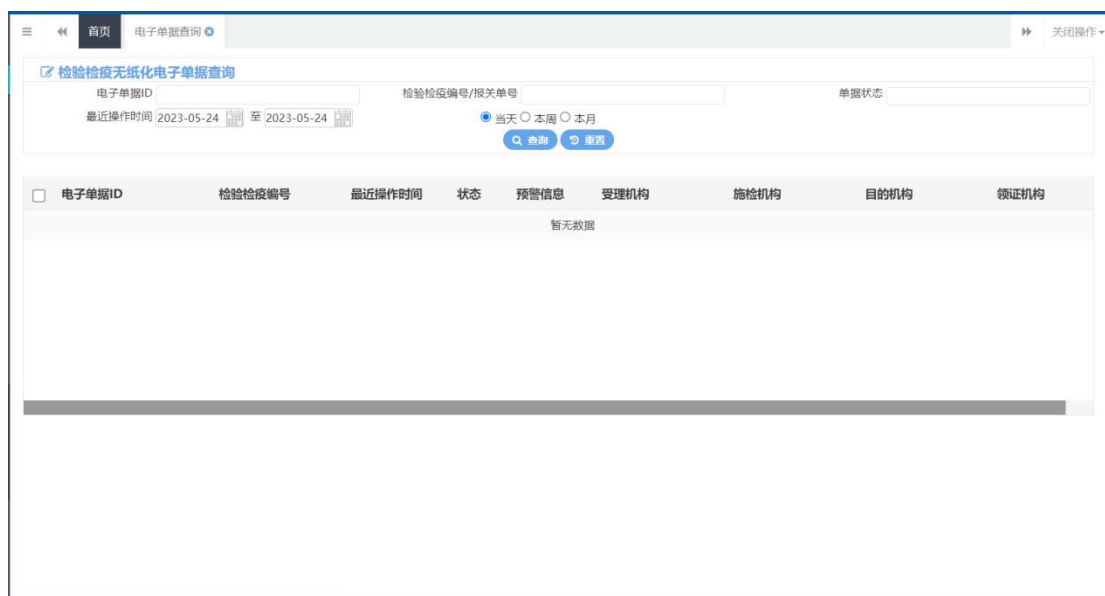 首页 电子单据查询 关闭操作
检验检疫无纸化电子单据查询
电子单据ID 检验检疫编号/报关单号 单据状态
最近操作时间 2023-05-24 至 2023-05-24 当天 本周 本月
查询 重置
电子单据ID 检验检疫编号 最近操作时间 状态 预警信息 受理机构 施检机构 目的机构 领证机构
暂无数据